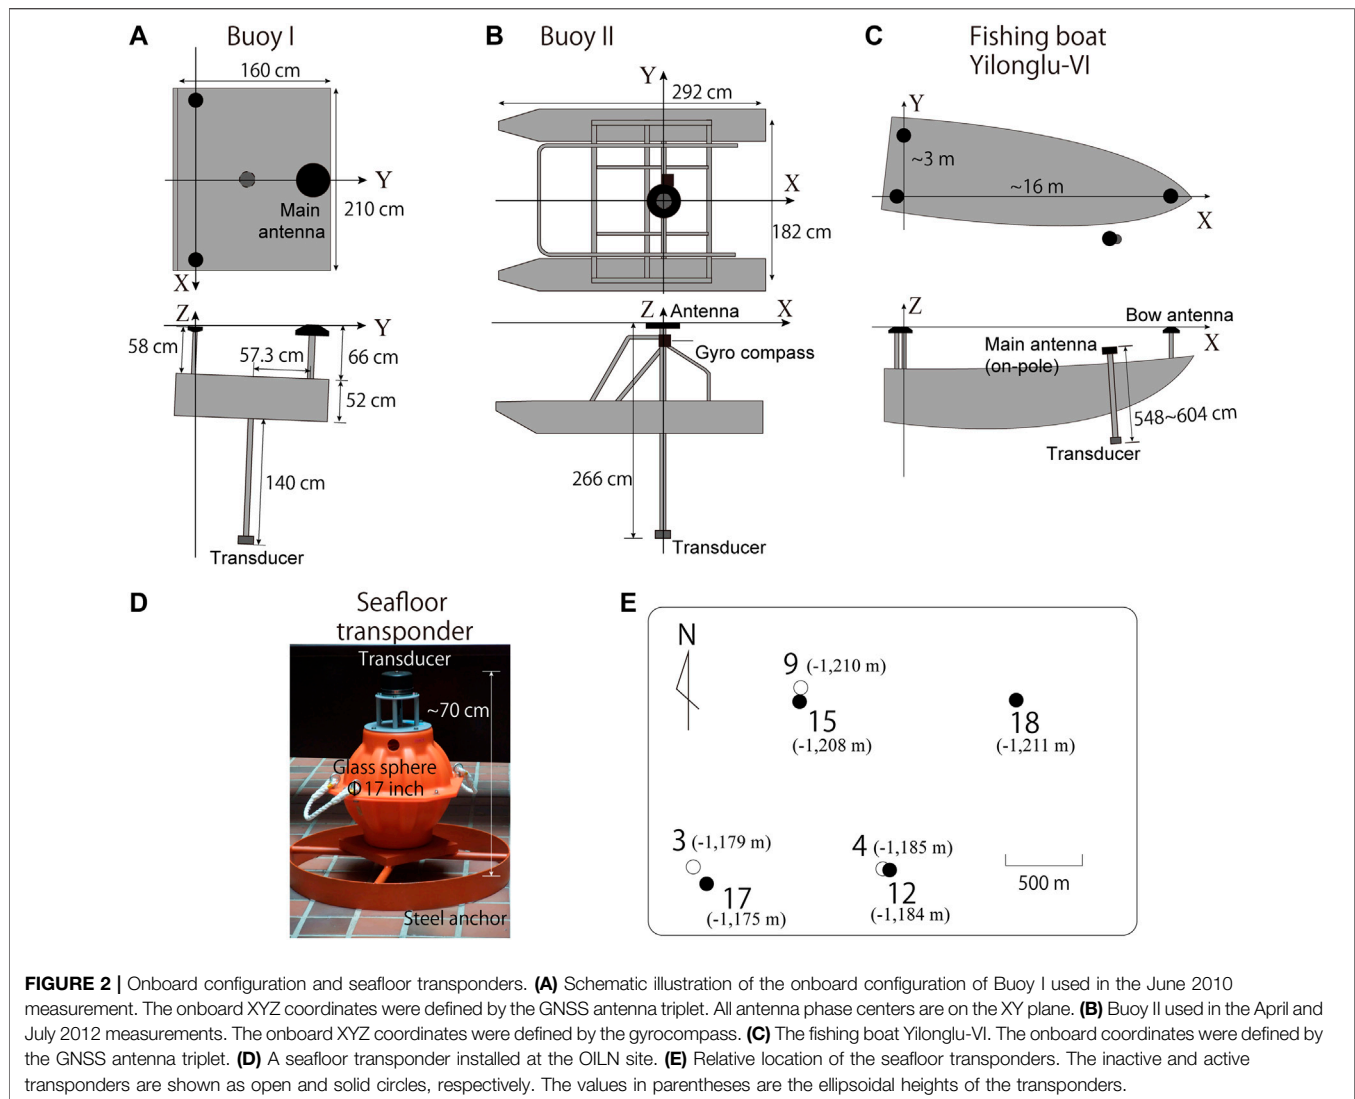 A
Buoy I
160 cm
Y
Main
antenna
210 cm
X
Z
Y
58 cm
57.3 cm
66 cm
52 cm
140 cm
Transducer
B
Buoy II
Y
292 cm
X
182 cm
Z
Antenna
X
Gyro compass
266 cm
Transducer
C
Fishing boat
Yilonglu-VI
Y
~3 m
~16 m
X
Z
Bow antenna
X
Main antenna
(on-pole)
548~604 cm
Transducer
D
Seafloor
transponder
Transducer
~70 cm
Glass sphere
Φ17 inch
Steel anchor
E
N
9 (-1,210 m)
15
(-1,208 m)
18
(-1,211 m)
3 (-1,179 m)
17
(-1,175 m)
4 (-1,185 m)
12
(-1,184 m)
500 m
FIGURE 2 | Onboard configuration and seafloor transponders. (A) Schematic illustration of the onboard configuration of Buoy I used in the June 2010
measurement. The onboard XYZ coordinates were defined by the GNSS antenna triplet. All antenna phase centers are on the XY plane. (B) Buoy II used in the April and
July 2012 measurements. The onboard XYZ coordinates were defined by the gyrocompass. (C) The fishing boat Yilonglu-VI. The onboard coordinates were defined by
the GNSS antenna triplet. (D) A seafloor transponder installed at the OILN site. (E) Relative location of the seafloor transponders. The inactive and active
transponders are shown as open and solid circles, respectively. The values in parentheses are the ellipsoidal heights of the transponders.